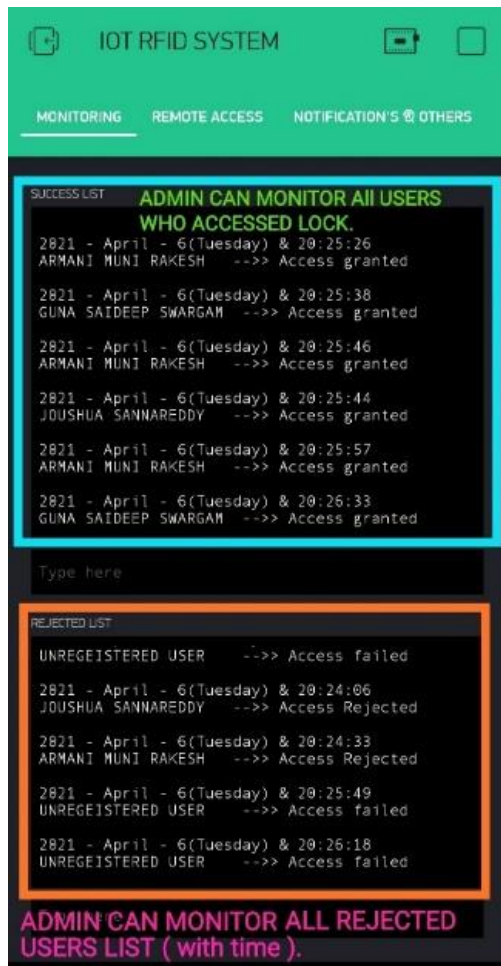 IOT RFID SYSTEM
MONITORING REMOTE ACCESS NOTIFICATION'S & OTHERS
SUCCESS LIST
ADMIN CAN MONITOR All USERS
WHO ACCESSED LOCK.
2021 - April - 6(Tuesday) & 20:25:26
ARMANI MUNI RAKESH -->> Access granted
2021 - April - 6(Tuesday) & 20:25:38
GUNA SAIDEEP SWARGAM -->> Access granted
2021 - April - 6(Tuesday) & 20:25:46
ARMANI MUNI RAKESH -->> Access granted
2021 - April - 6(Tuesday) & 20:25:44
JOUSHUA SANNAREDDY -->> Access granted
2021 - April - 6(Tuesday) & 20:25:57
ARMANI MUNI RAKESH -->> Access granted
2021 - April - 6(Tuesday) & 20:26:33
GUNA SAIDEEP SWARGAM -->> Access granted
Type here
REJECTED LIST
UNREGEISTERED USER -->> Access failed
2021 - April - 6(Tuesday) & 20:24:06
JOUSHUA SANNAREDDY -->> Access Rejected
2021 - April - 6(Tuesday) & 20:24:33
ARMANI MUNI RAKESH -->> Access Rejected
2021 - April - 6(Tuesday) & 20:25:49
UNREGEISTERED USER -->> Access failed
2021 - April - 6(Tuesday) & 20:26:18
UNREGEISTERED USER -->> Access failed
ADMIN CAN MONITOR ALL REJECTED
USERS LIST ( with time ).